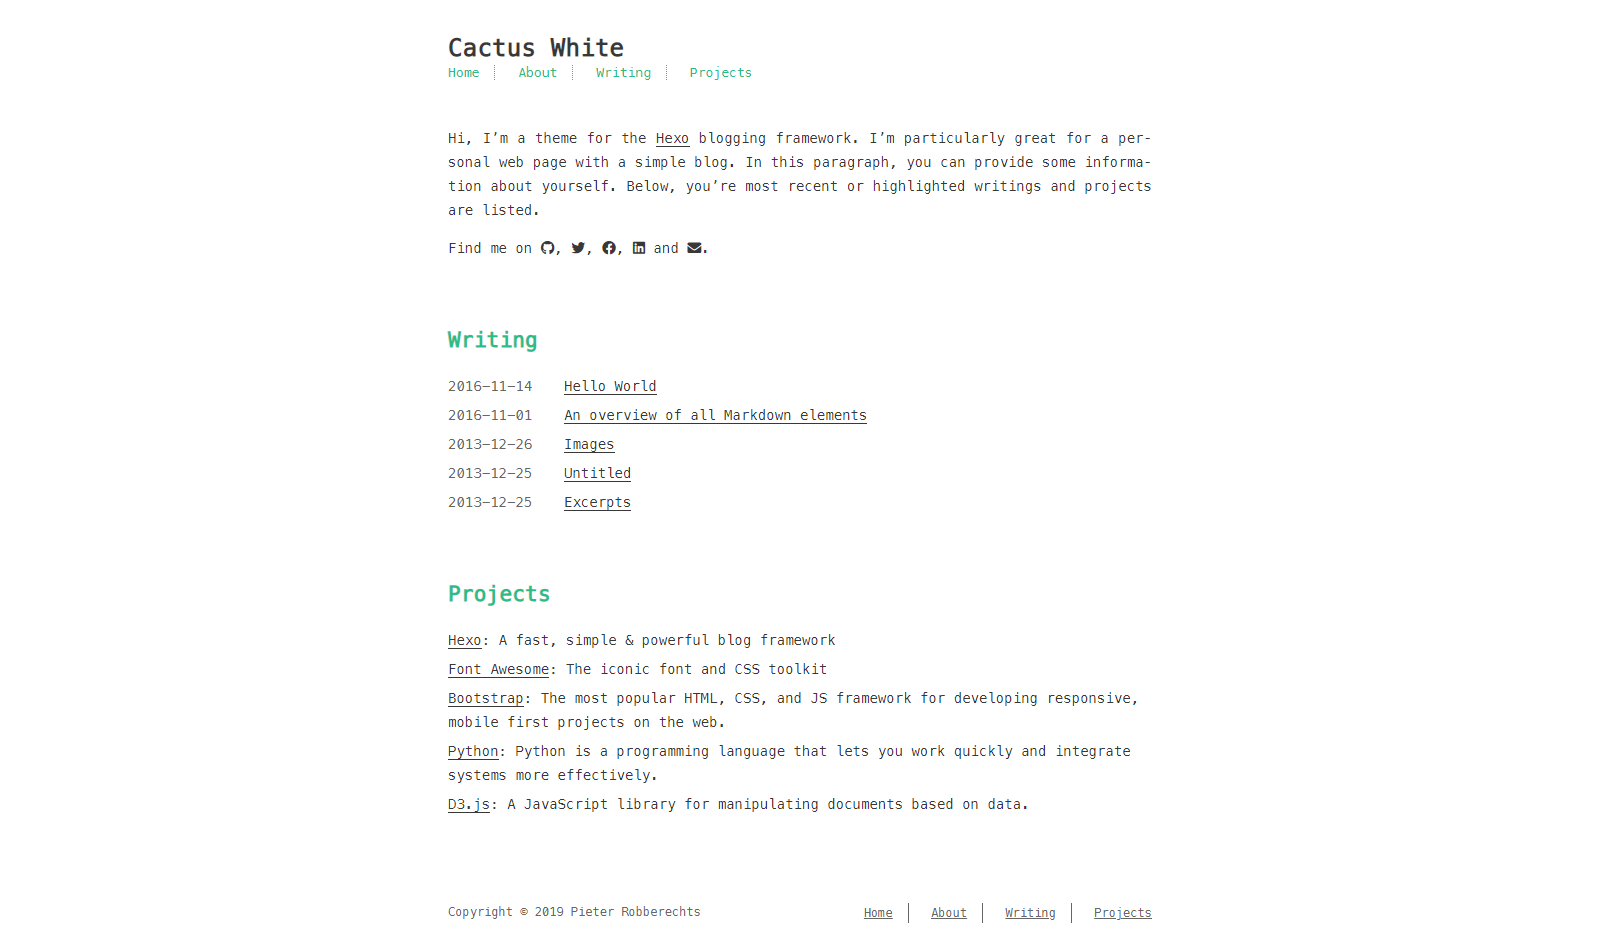 Cactus White
Home About Writing Projects
Hi, I’m a theme for the Hexo blogging framework. I’m particularly great for a per-
sonal web page with a simple blog. In this paragraph, you can provide some informa-
tion about yourself. Below, you’re most recent or highlighted writings and projects
are listed.
Find me on , , , and .
Writing
2016-11-14 Hello World
2016-11-01 An overview of all Markdown elements
2013-12-26 Images
2013-12-25 Untitled
2013-12-25 Excerpts
Projects
Hexo: A fast, simple & powerful blog framework
Font Awesome: The iconic font and CSS toolkit
Bootstrap: The most popular HTML, CSS, and JS framework for developing responsive,
mobile first projects on the web.
Python: Python is a programming language that lets you work quickly and integrate
systems more effectively.
D3.js: A JavaScript library for manipulating documents based on data.
Copyright © 2019 Pieter Robberechts Home About Writing Projects